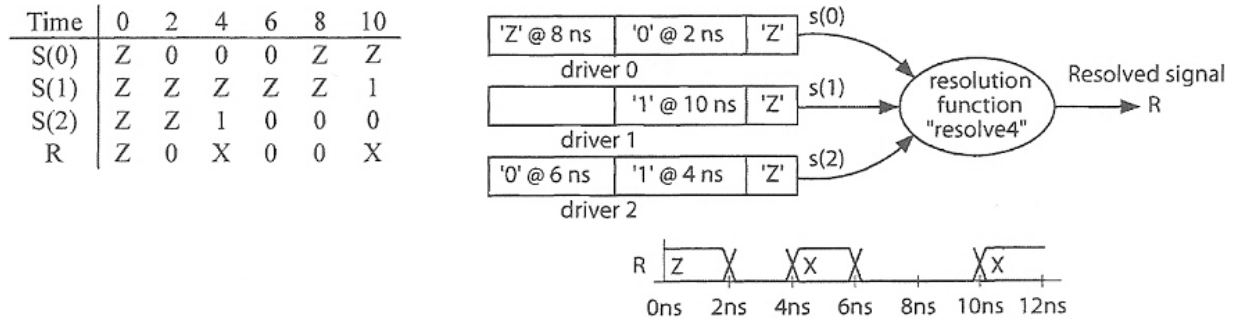 Time 0 2 4 6 8 10
S(0) Z 0 0 0 Z Z
S(1) Z Z Z Z Z 1
S(2) Z Z 1 0 0 0
R Z 0 X 0 0 X
'Z' @ 8 ns '0' @ 2 ns 'Z' s(0)
driver 0
'1' @ 10 ns 'Z' s(1)
driver 1
'0' @ 6 ns '1' @ 4 ns 'Z' s(2)
driver 2
resolution
function
"resolve4"
Resolved signal
R
R Z X X
0ns 2ns 4ns 6ns 8ns 10ns 12ns